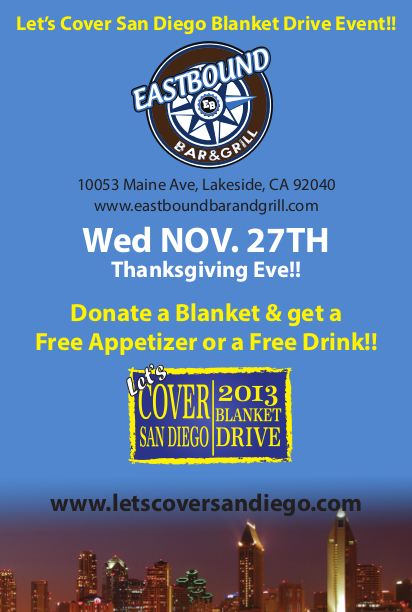 Let's Cover San Diego Blanket Drive Event!!
EASTBOUND
EB
BAR&GRILL
10053 Maine Ave, Lakeside, CA 92040
www.eastboundbarandgrill.com
Wed NOV. 27TH
Thanksgiving Eve!!
Donate a Blanket & get a
Free Appetizer or a Free Drink!!
Let's
COVER
SAN DIEGO
2013
BLANKET
DRIVE
www.letscoversandiego.com